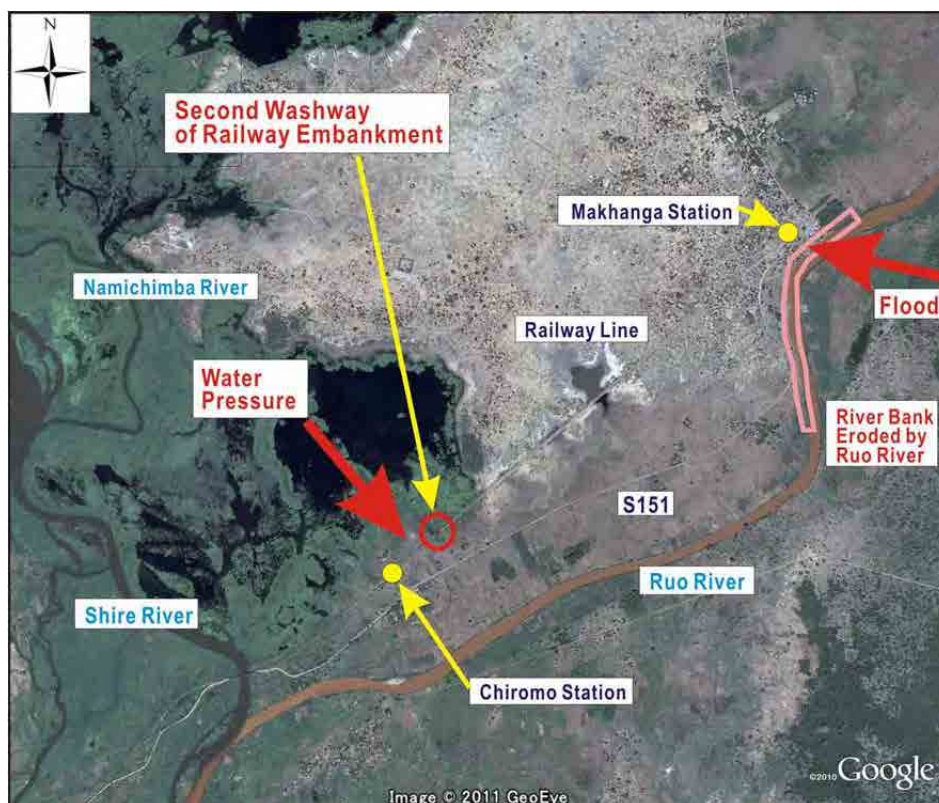 N
Second Washway
of Railway Embankment
Makhanga Station
Namichimba River
Flood
Railway Line
Water
Pressure
River Bank
Eroded by
Ruo River
S151
Ruo River
Shire River
Chiromo Station
©2010 Google
Image © 2011 GeoEye